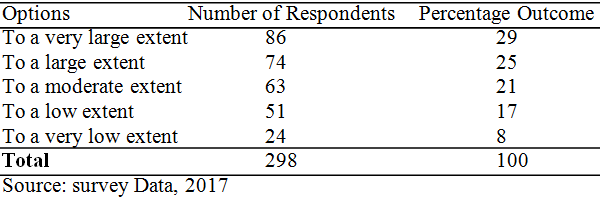 Options Number of Respondents Percentage Outcome
To a very large extent 86 29
To a large extent 74 25
To a moderate extent 63 21
To a low extent 51 17
To a very low extent 24 8
Total 298 100
Source: survey Data, 2017